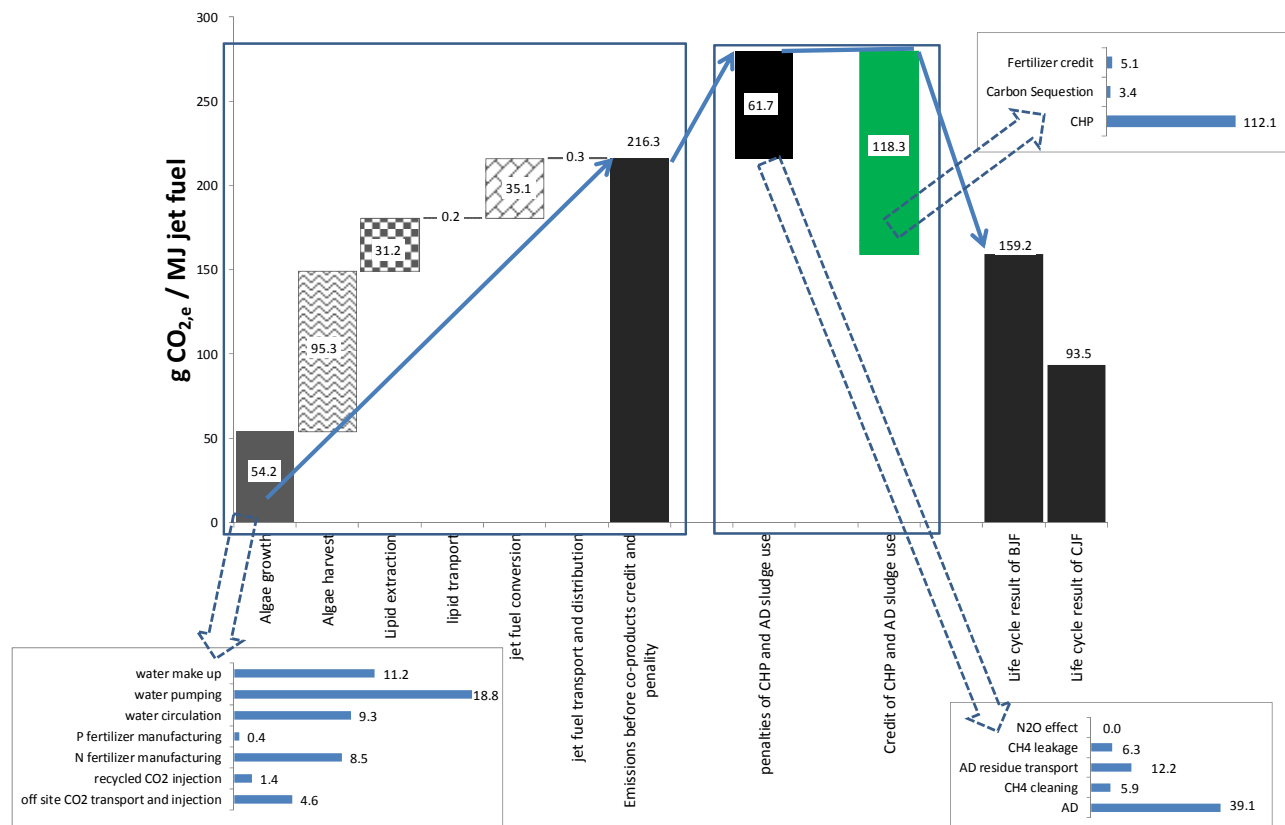 g CO2,e / MJ jet fuel
300
250
200
150
100
50
0
54.2
95.3
31.2
0.2
35.1
0.3
216.3
61.7
118.3
159.2
93.5
Algae growth
Algae harvest
Lipid extraction
lipid tranport
jet fuel conversion
jet fuel transport and distribution
Emissions before co-products credit and
penality
penalties of CHP and AD sludge use
Credit of CHP and AD sludge use
Life cycle result of BJF
Life cycle result of CJF
Fertilizer credit 5.1
Carbon Sequestion 3.4
CHP 112.1
water make up 11.2
water pumping 18.8
water circulation 9.3
P fertilizer manufacturing 0.4
N fertilizer manufacturing 8.5
recycled CO2 injection 1.4
off site CO2 transport and injection 4.6
N2O effect 0.0
CH4 leakage 6.3
AD residue transport 12.2
CH4 cleaning 5.9
AD 39.1